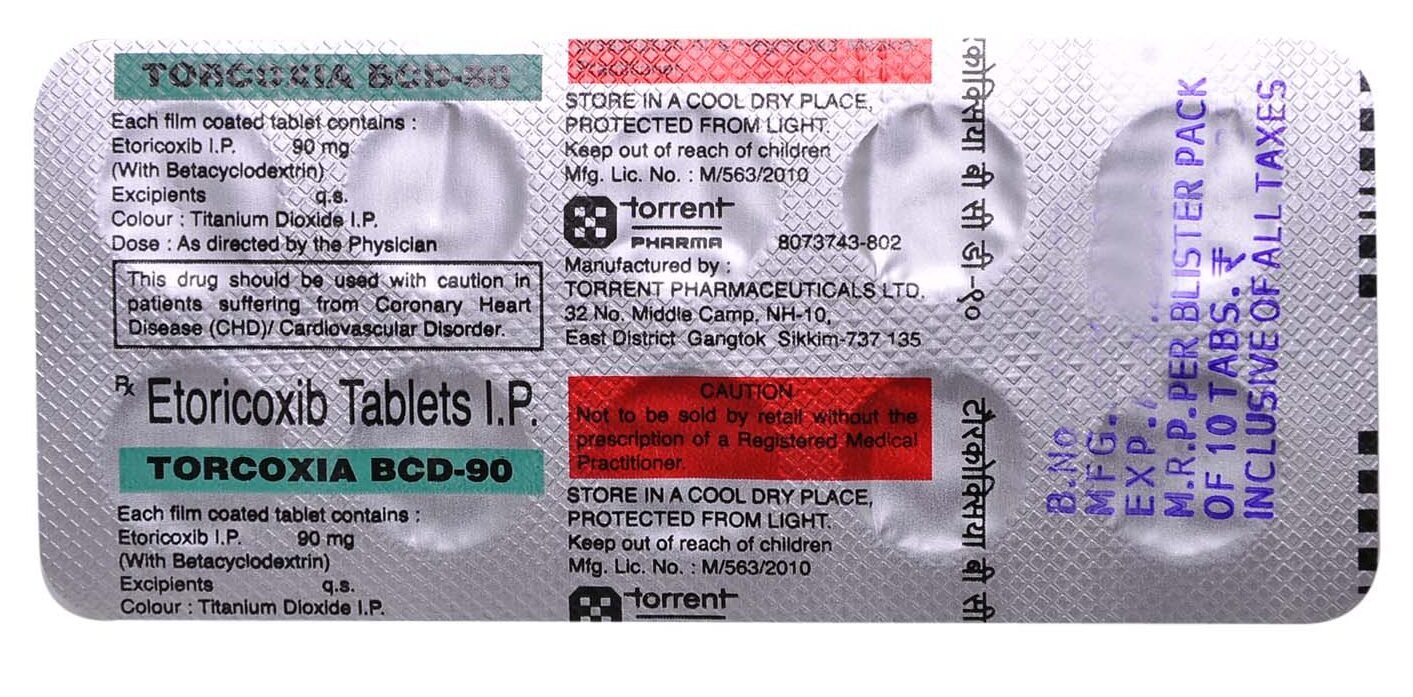 TORCOXIA BCD-90
Each film coated tablet contains :
Etoricoxib I.P. 90 mg
(With Betacyclodextrin)
Excipients q.s.
Colour : Titanium Dioxide I.P.
Dose : As directed by the Physician
This drug should be used with caution in
patients suffering from Coronary Heart
Disease (CHD)/ Cardiovascular Disorder.
Rx Etoricoxib Tablets I.P.
TORCOXIA BCD-90
Each film coated tablet contains :
Etoricoxib I.P. 90 mg
(With Betacyclodextrin)
Excipients q.s.
Colour : Titanium Dioxide I.P.
STORE IN A COOL DRY PLACE,
PROTECTED FROM LIGHT.
Keep out of reach of children
Mfg. Lic. No. : M/563/2010
torrent
PHARMA 8073743-802
Manufactured by :
TORRENT PHARMACEUTICALS LTD.
32 No. Middle Camp, NH-10,
East District Gangtok Sikkim-737 135
CAUTION
Not to be sold by retail without the
prescription of a Registered Medical
Practitioner.
STORE IN A COOL DRY PLACE,
PROTECTED FROM LIGHT.
Keep out of reach of children
Mfg. Lic. No. : M/563/2010
torrent
कोक्सिया बी सी डी-९०
टोरकोक्सिया बी सी
B.NO
MFG.
EXP.
M.R.P. PER BLISTER PACK
OF 10 TABS. ₹
INCLUSIVE OF ALL TAXES